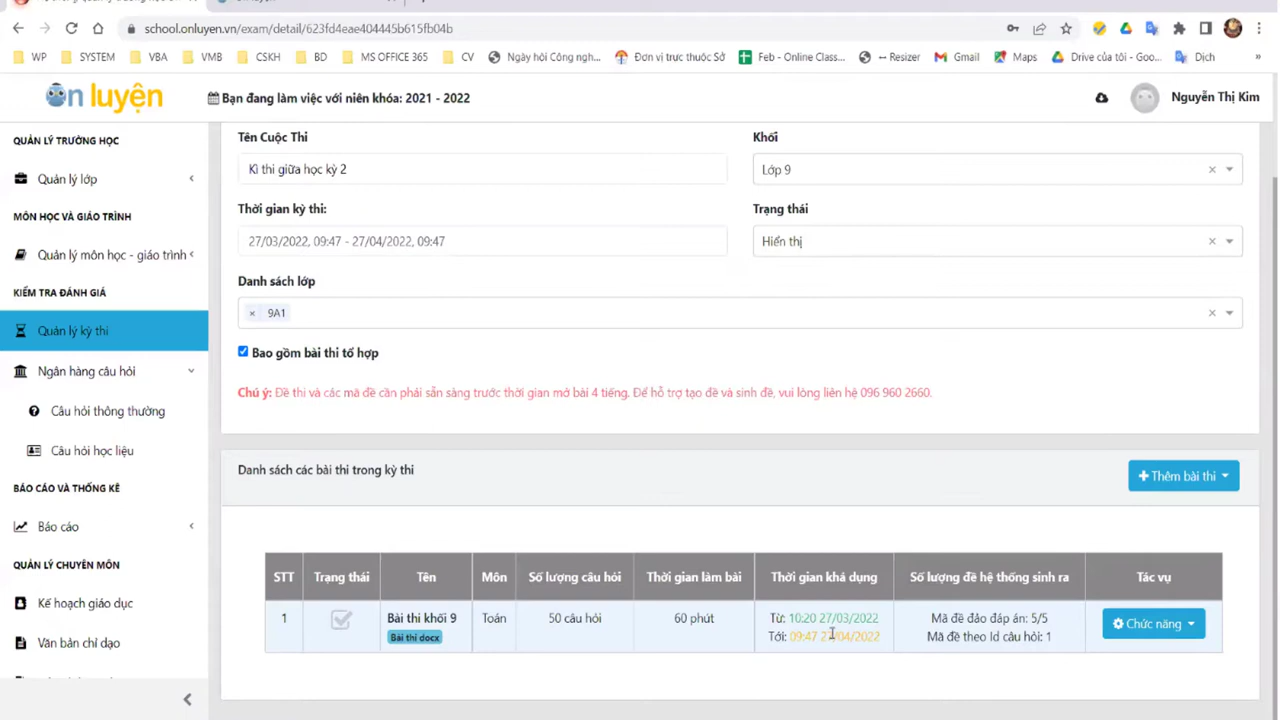 school.onluyen.vn/exam/detail/623fd4eae404445b615fb04b
WP SYSTEM VBA VMB CSKH BD MS OFFICE 365 CV Ngày hội Công ngh... Đơn vị trực thuộc Sở Feb - Online Class... -- Resizer Gmail Maps Drive của tôi - Goo... Dịch »
Ôn luyện Bạn đang làm việc với niên khóa: 2021 - 2022 Nguyễn Thị Kim
QUẢN LÝ TRƯỜNG HỌC
Quản lý lớp
MÔN HỌC VÀ GIÁO TRÌNH
Quản lý môn học - giáo trình
KIỂM TRA ĐÁNH GIÁ
Quản lý kỳ thi
Ngân hàng câu hỏi
Câu hỏi thông thường
Câu hỏi học liệu
BÁO CÁO VÀ THỐNG KÊ
Báo cáo
QUẢN LÝ CHUYÊN MÔN
Kế hoạch giáo dục
Văn bản chỉ đạo
Tên Cuộc Thi Khối
Kì thi giữa học kỳ 2 Lớp 9
Thời gian kỳ thi: Trạng thái
27/03/2022, 09:47 - 27/04/2022, 09:47 Hiển thị
Danh sách lớp
× 9A1
Bao gồm bài thi tổ hợp
Chú ý: Đề thi và các mã đề cần phải sẵn sàng trước thời gian mở bài 4 tiếng. Để hỗ trợ tạo đề và sinh đề, vui lòng liên hệ 096 960 2660.
Danh sách các bài thi trong kỳ thi Thêm bài thi
STT Trạng thái Tên Môn Số lượng câu hỏi Thời gian làm bài Thời gian khả dụng Số lượng đề hệ thống sinh ra Tác vụ
1 Bài thi khối 9 Toán 50 câu hỏi 60 phút Từ: 10:20 27/03/2022 Mã đề đảo đáp án: 5/5 Chức năng
Bài thi docx Tới: 09:47 27/04/2022 Mã đề theo Id câu hỏi: 1